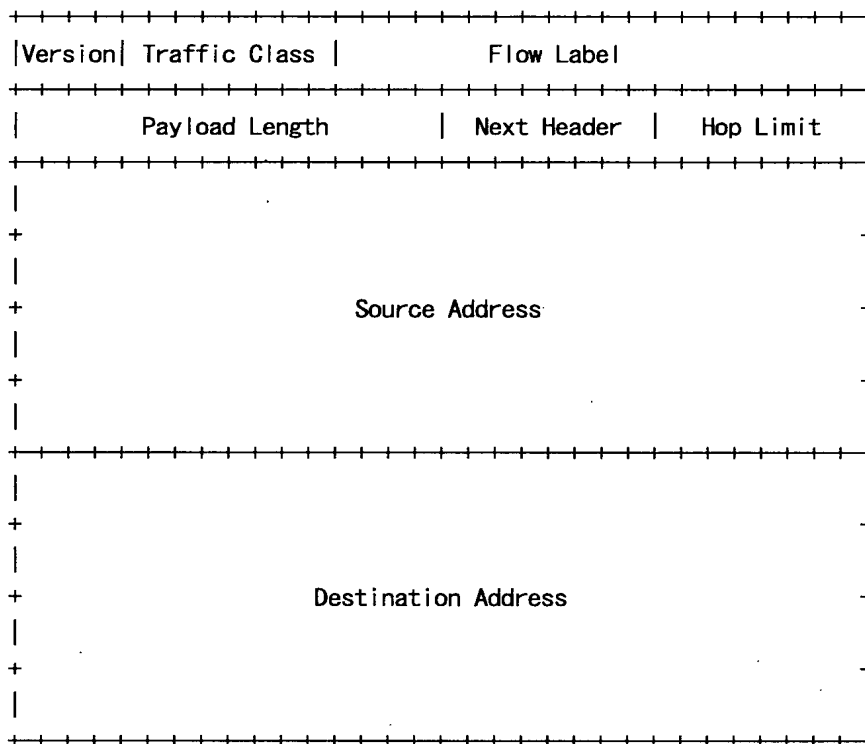 |Version| Traffic Class | Flow Label
| Payload Length | Next Header | Hop Limit
Source Address
Destination Address